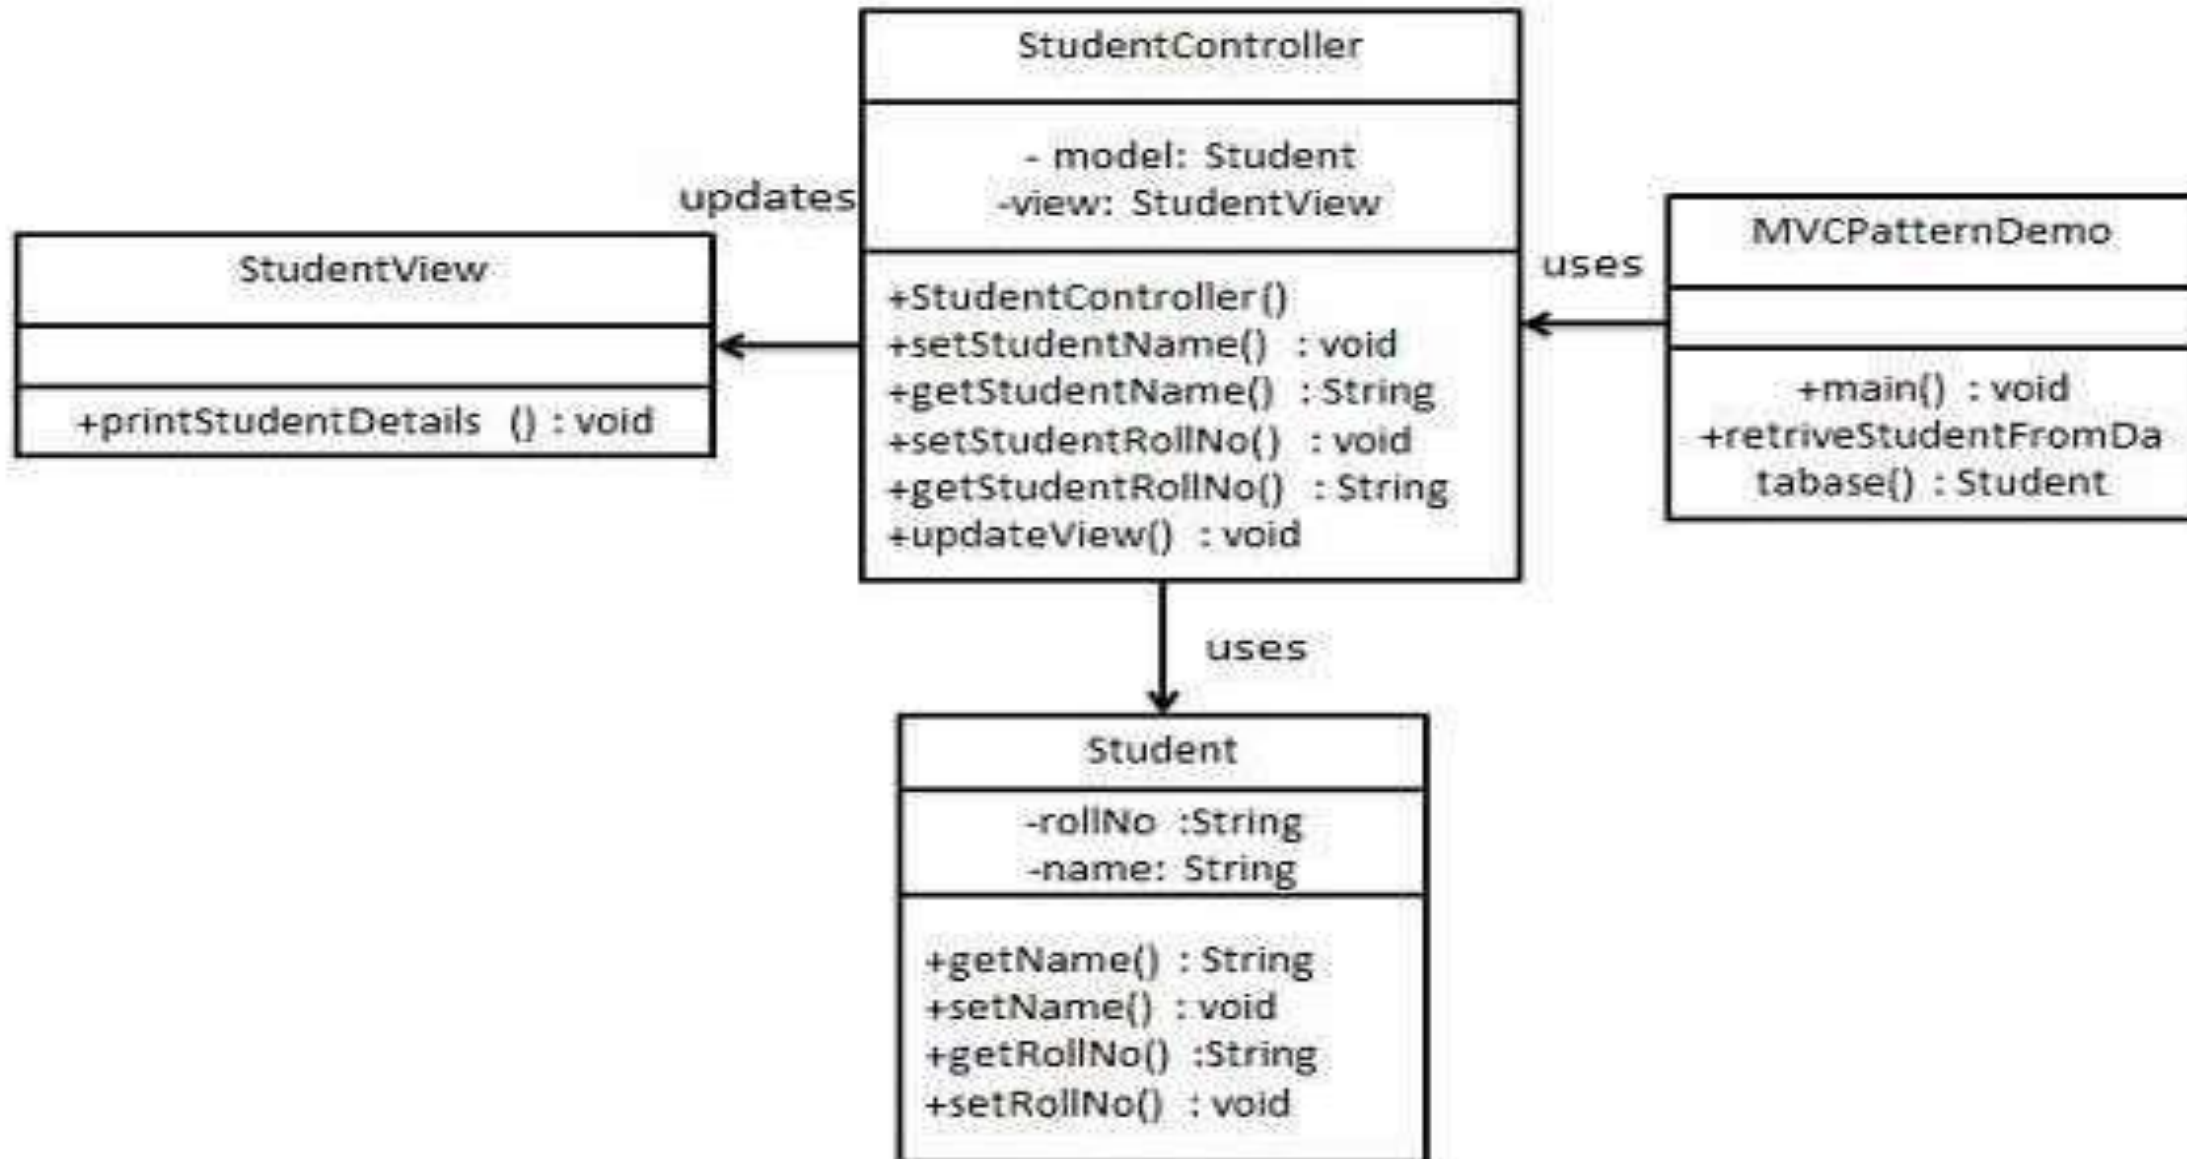 StudentController
- model: Student
-view: StudentView
+StudentController()
+setStudentName() : void
+getStudentName() : String
+setStudentRollNo() : void
+getStudentRollNo() : String
+updateView() : void
updates
StudentView
+printStudentDetails () : void
uses
MVCPatternDemo
+main() : void
+retriveStudentFromDa
tabase() : Student
uses
Student
-rollNo :String
-name: String
+getName() : String
+setName() : void
+getRollNo() :String
+setRollNo() : void